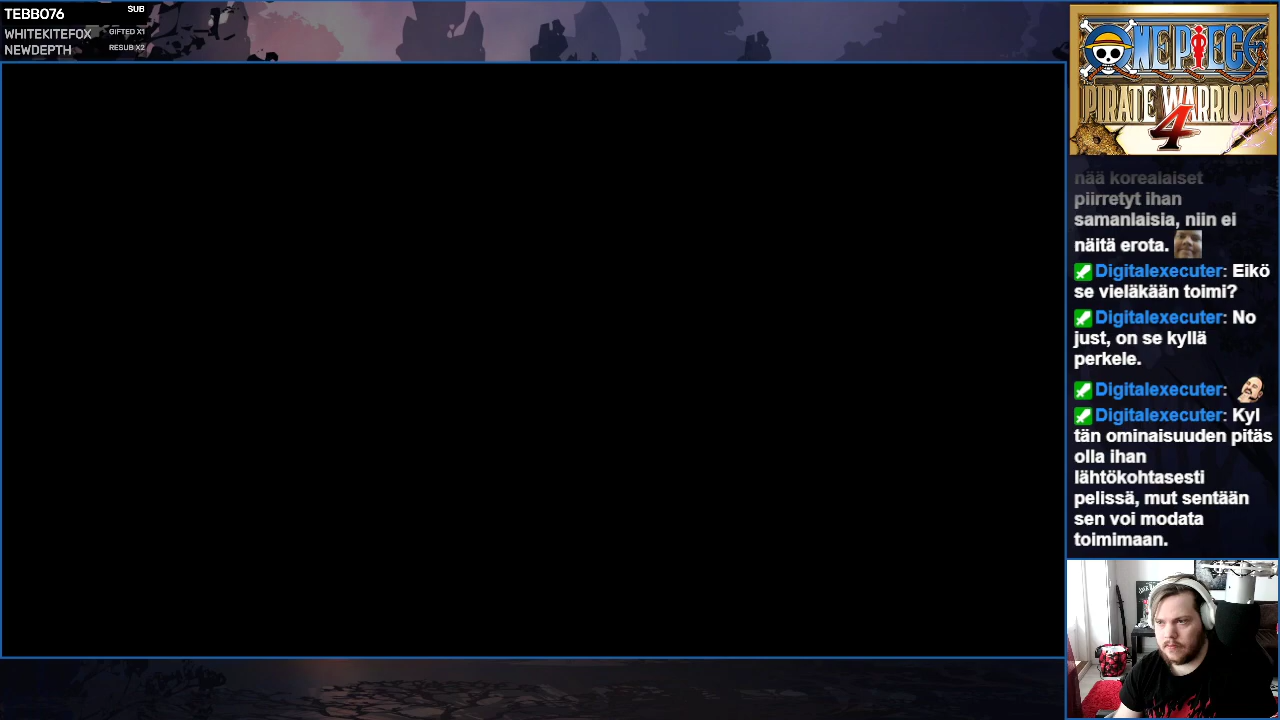 TEBBO76 SUB
WHITEKITEFOX GIFTED X1
NEWDEPTH RESUB X2
ONE PIECE
PIRATE WARRIORS
4
nää korealaiset
piirretyt ihan
samanlaisia, niin ei
näitä erota.
Digitalexecuter: Eikö
se vieläkään toimi?
Digitalexecuter: No
just, on se kyllä
perkele.
Digitalexecuter:
Digitalexecuter: Kyl
tän ominaisuuden pitäs
olla ihan
lähtökohtasesti
pelissä, mut sentään
sen voi modata
toimimaan.